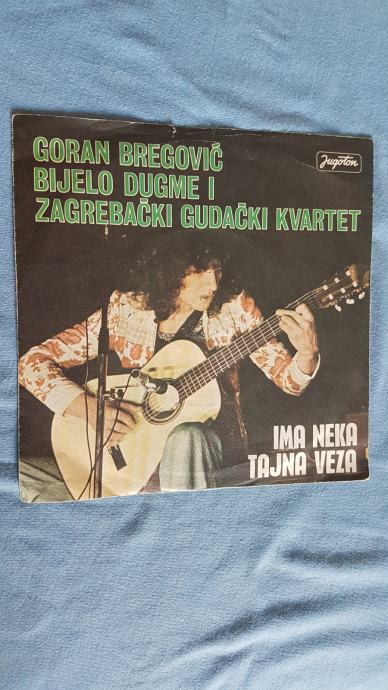 GORAN BREGOVIĆ
Jugoton
BIJELO DUGME I
ZAGREBAČKI GUDAČKI KVARTET
IMA NEKA
TAJNA VEZA